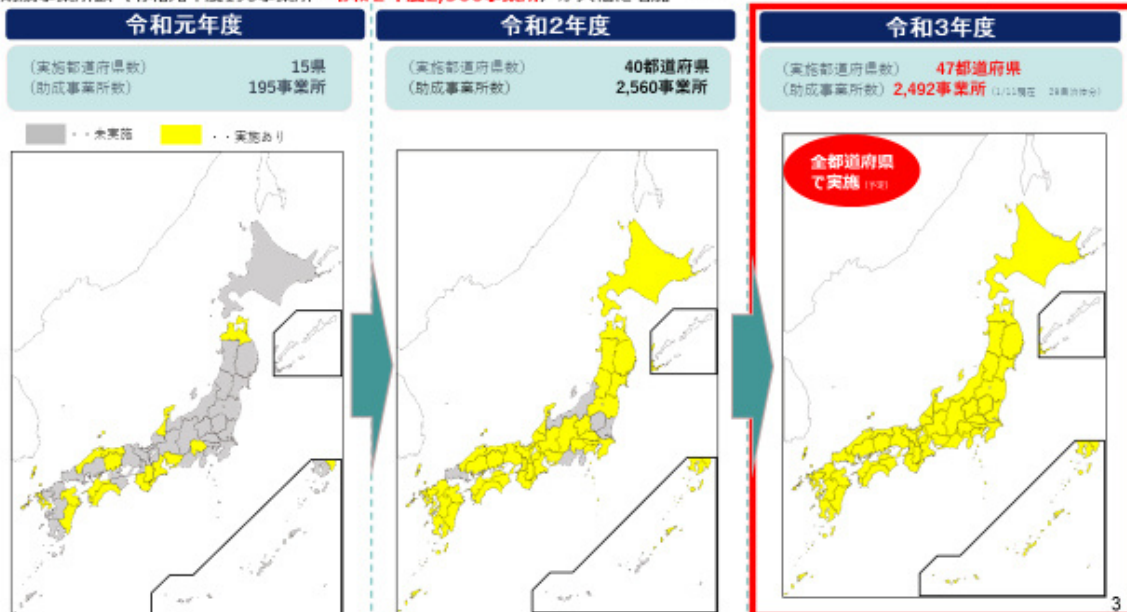 令和元年度
(実施都道府県数) 15県
(助成事業所数) 195事業所
・・未実施 ・・実施あり
令和2年度
(実施都道府県数) 40都道府県
(助成事業所数) 2,560事業所
令和3年度
(実施都道府県数) 47都道府県
(助成事業所数) 2,492事業所
全都道府県
で実施 (予定)
3